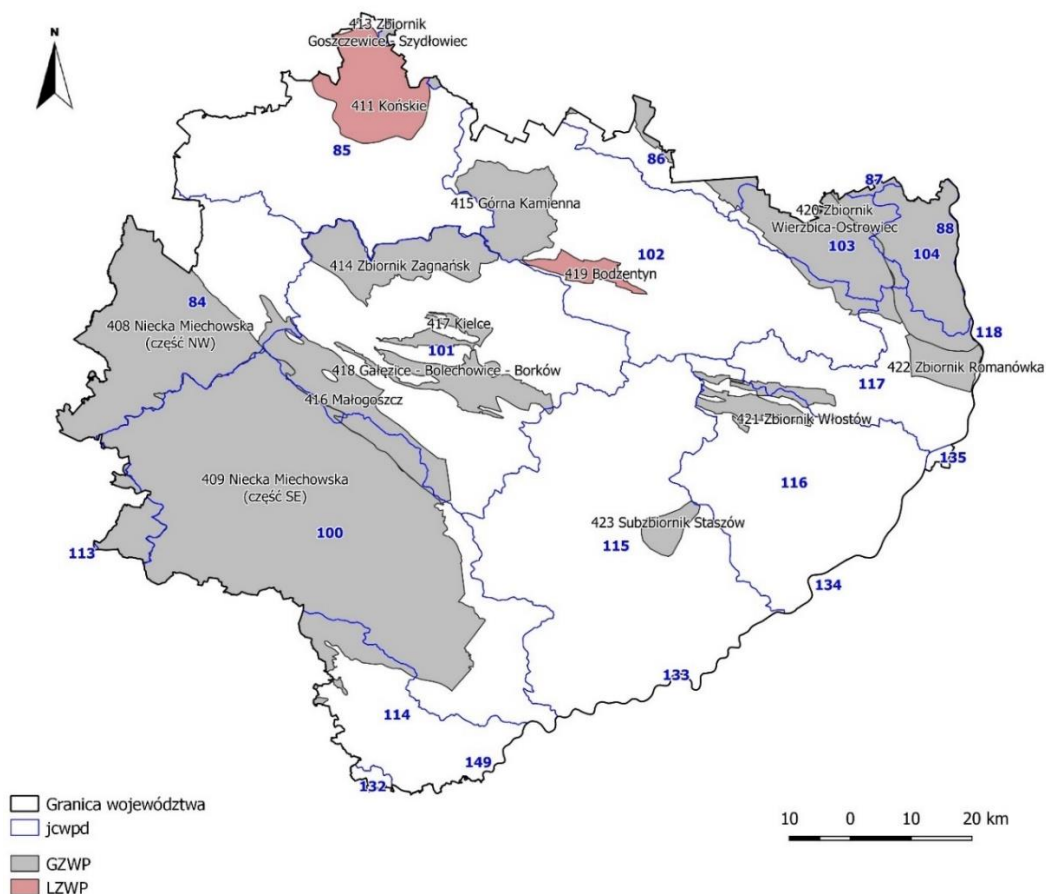 N
413 Zbiornik
Goszczewice - Szydłowiec
411 Końskie
85
86
87
415 Górna Kamienna
420 Zbiornik
Wierzbica-Ostrowiec
88
103
104
102
414 Zbiornik Zagnańsk
419 Bodzentyn
84
408 Niecka Miechowska
(część NW)
417 Kielce
101
118
418 Gałęzice - Bolechowice - Borków
422 Zbiornik Romanówka
117
416 Małogoszcz
421 Zbiornik Włostów
135
409 Niecka Miechowska
(część SE)
116
100
423 Subzbiornik Staszów
115
113
134
133
114
149
132
Granica województwa
jcwpd
GZWP
LZWP
10 0 10 20 km